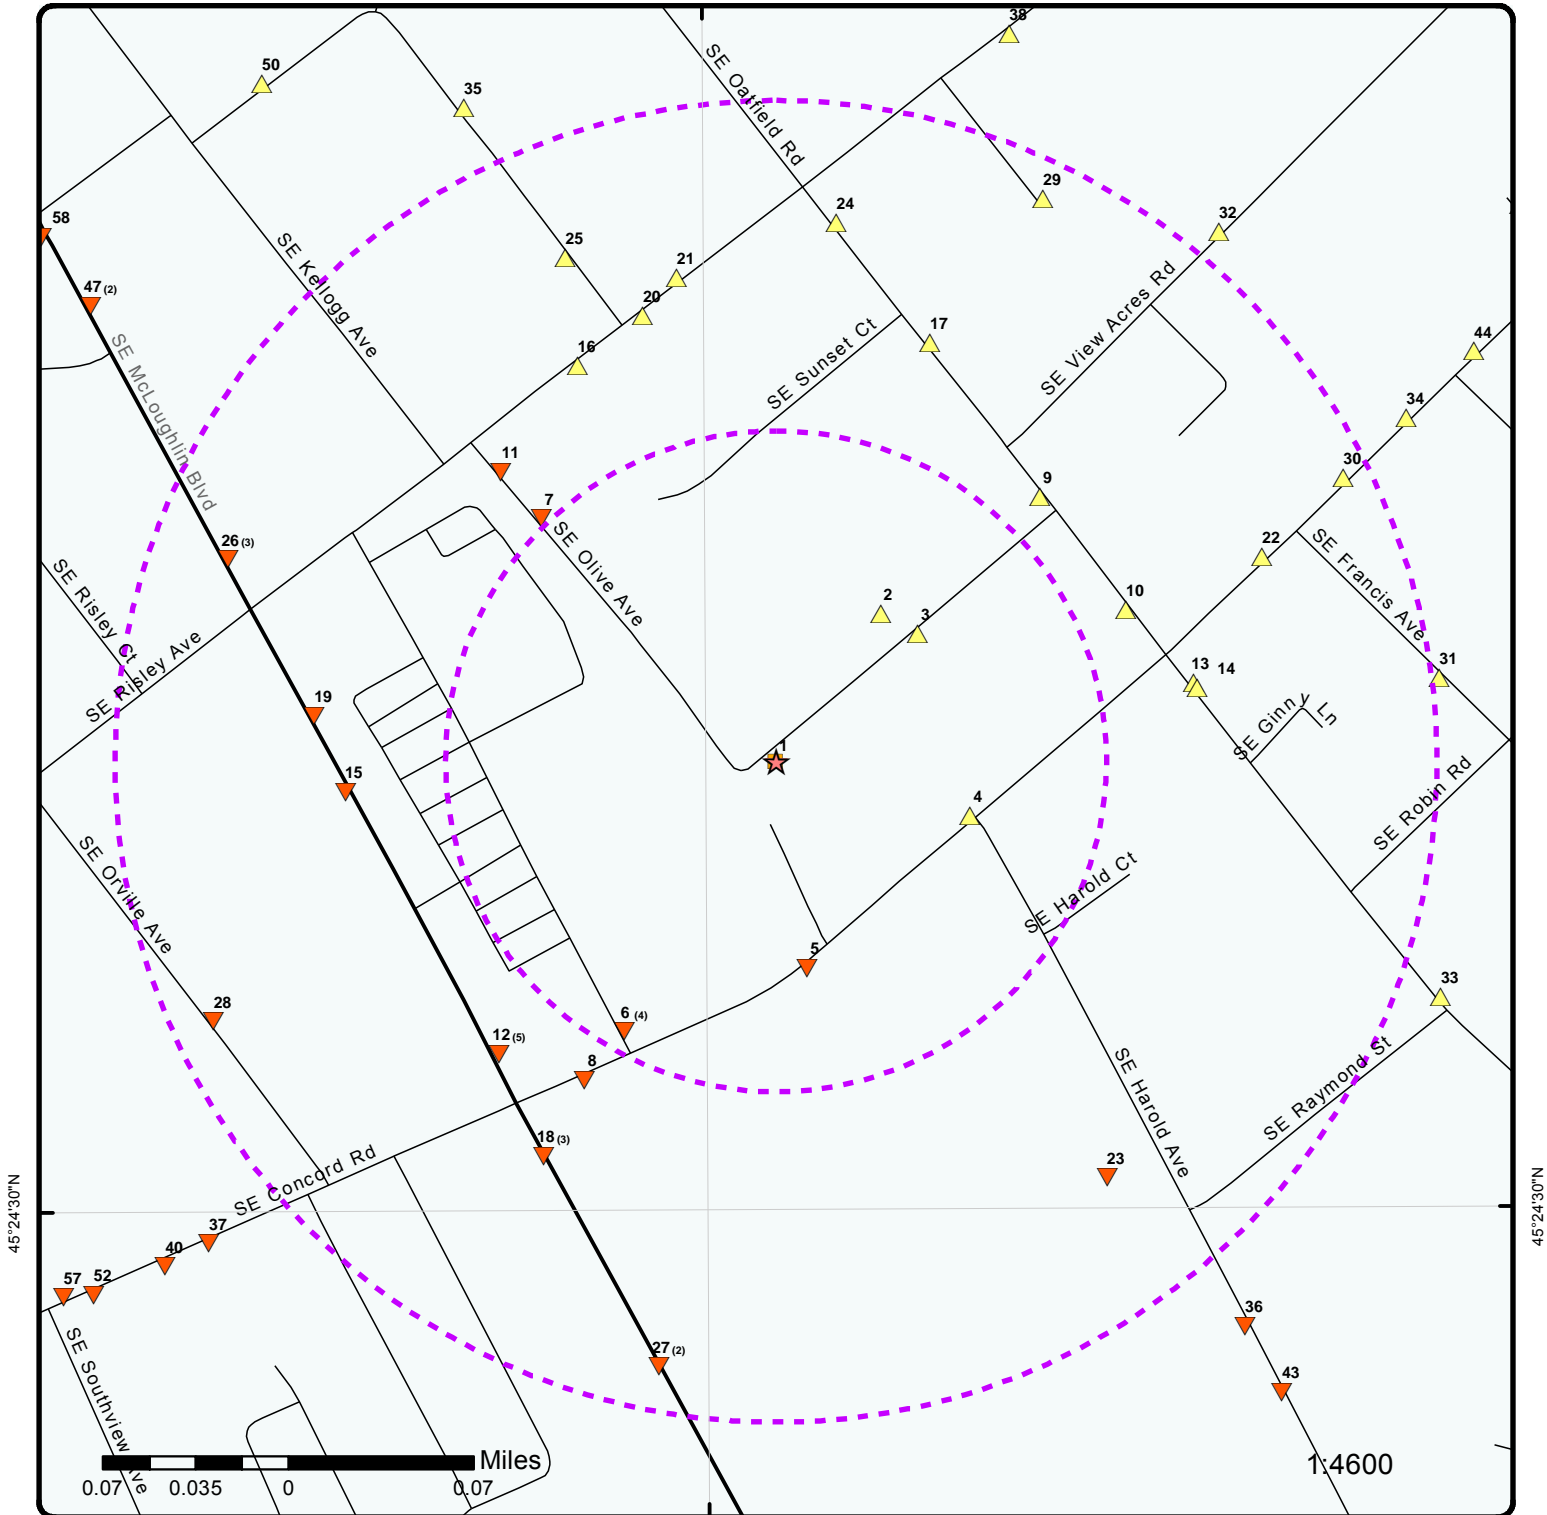 38
SE Oatfield Rd
50
35
29
58
24
32
SE Kellogg Ave
25
21
47 (2)
20
SE View Acres Rd
17
44
SE McLoughlin Blvd
16
SE Sunset Ct
34
11
30
9
7
26 (3)
SE Olive Ave
22
SE Francis Ave
SE Risley Ct
2
10
3
SE Risley Ave
13
14
31
19
SE Ginny Ln
1
15
SE Robin Rd
4
SE Orville Ave
SE Harold Ct
5
28
33
6 (4)
12 (5)
8
SE Harold Ave
SE Raymond St
18 (3)
SE Concord Rd
23
45°24'30"N
45°24'30"N
37
40
57
52
36
SE Southview Ave
27 (2)
43
Miles
0.07 0.035 0 0.07
1:4600